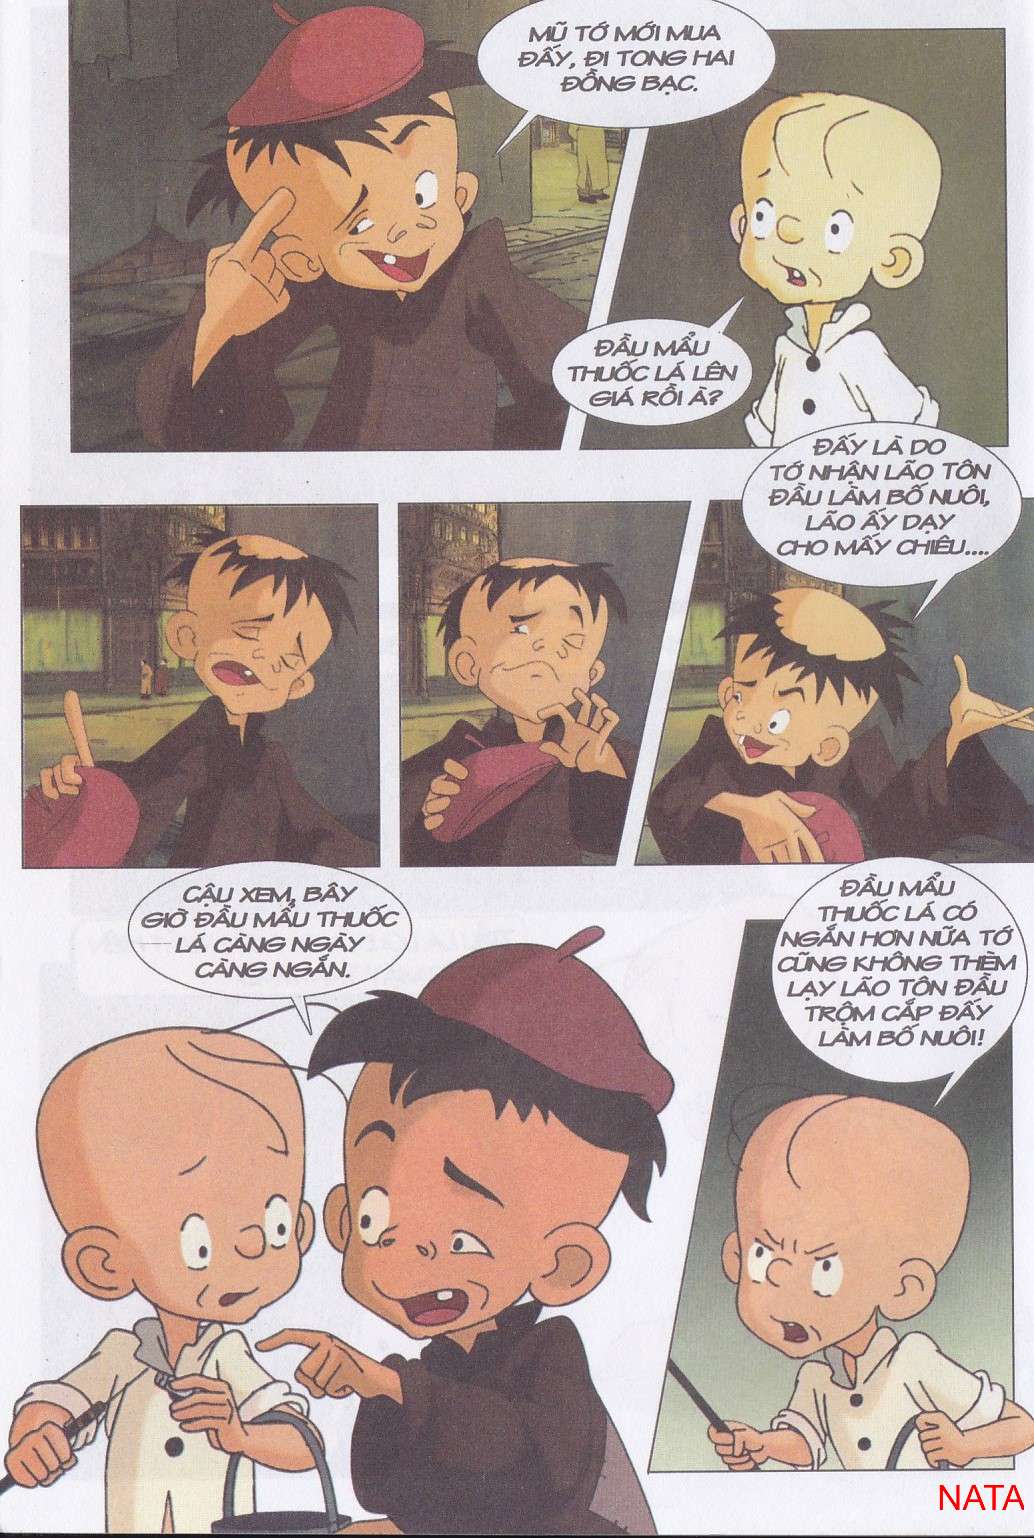 MŨ TỚ MỚI MUA
ĐẤY, ĐI TONG HAI
ĐỒNG BẠC.
ĐẦU MẨU
THUỐC LÁ LÊN
GIÁ RỒI À?
ĐẤY LÀ DO
TỚ NHẬN LÃO TÔN
ĐẦU LÀM BỐ NUÔI,
LÃO ẤY DẠY
CHO MẤY CHIÊU....
CẬU XEM, BÂY
GIỜ ĐẦU MẨU THUỐC
LÁ CÀNG NGÀY
CÀNG NGẮN.
ĐẦU MẨU
THUỐC LÁ CÓ
NGẮN HƠN NỮA TỚ
CŨNG KHÔNG THÈM
LẠY LÃO TÔN ĐẦU
TRỘM CẮP ĐẤY
LÀM BỐ NUÔI!
NATA